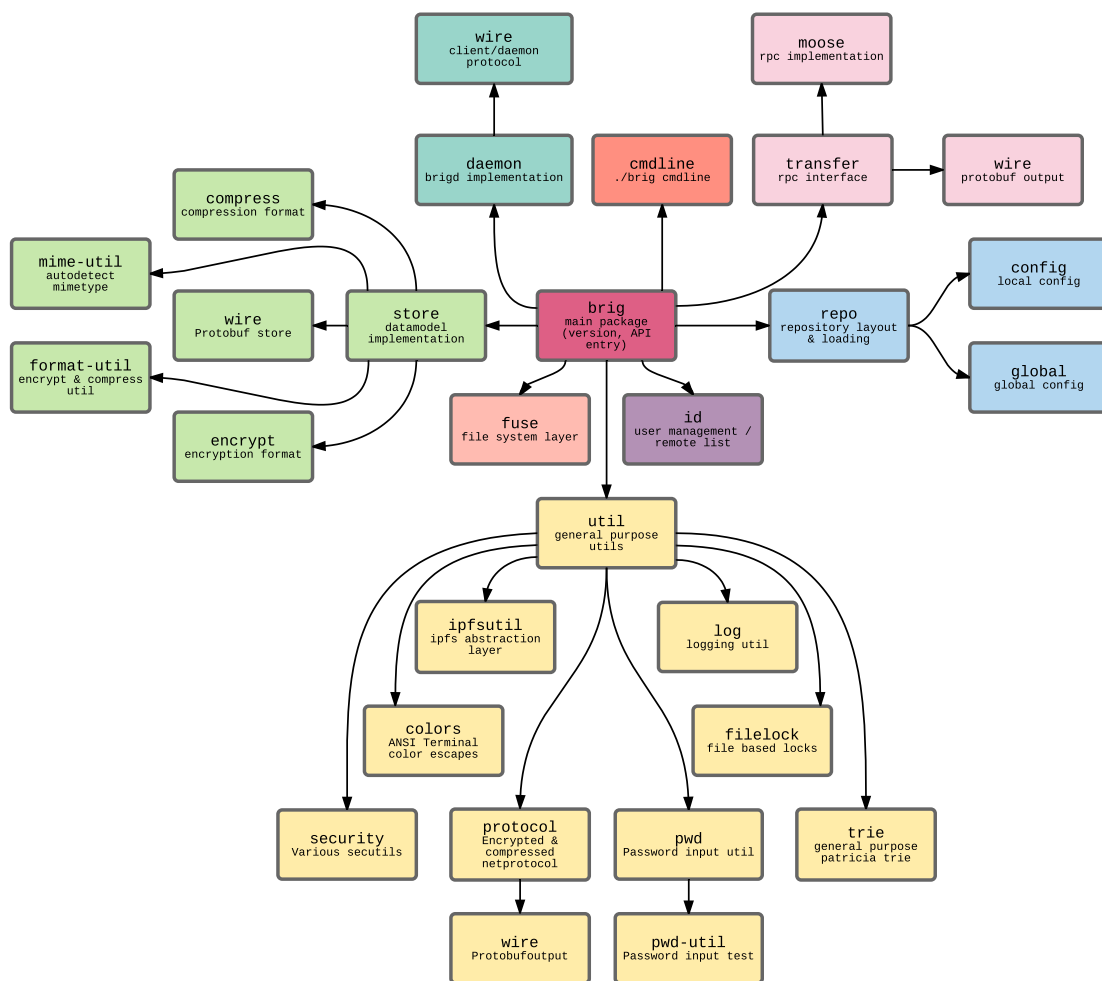 wire
client/daemon
protocol
moose
rpc implementation
daemon
brigd implementation
cmdline
./brig cmdline
transfer
rpc interface
wire
protobuf output
compress
compression format
mime-util
autodetect
mimetype
config
local config
wire
Protobuf store
store
datamodel
implementation
brig
main package
(version, API
entry)
repo
repository layout
& loading
format-util
encrypt & compress
util
global
global config
encrypt
encryption format
fuse
file system layer
id
user management /
remote list
util
general purpose
utils
ipfsutil
ipfs abstraction
layer
log
logging util
colors
ANSI Terminal
color escapes
filelock
file based locks
security
Various secutils
protocol
Encrypted &
compressed
netprotocol
pwd
Password input util
trie
general purpose
patricia trie
wire
Protobufoutput
pwd-util
Password input test